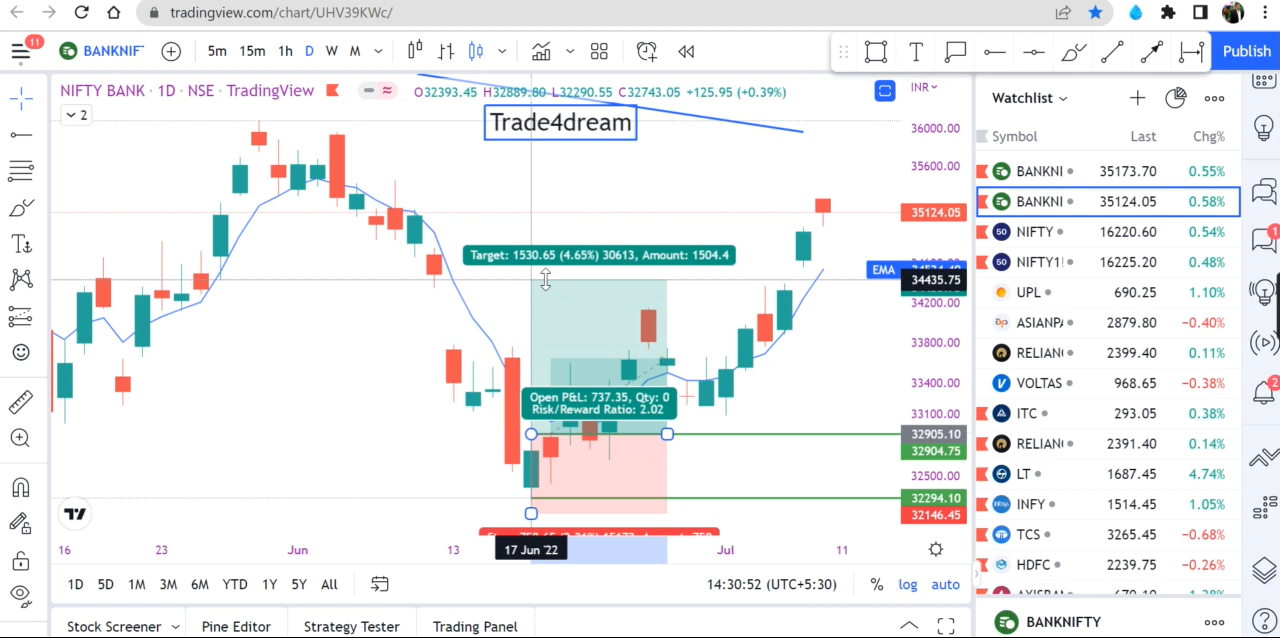 tradingview.com/chart/UHV39KWc/
11
BANKNIF
5m 15m 1h D W M
Publish
NIFTY BANK · 1D · NSE · TradingView
O32393.45 H32889.80 L32290.55 C32743.05 +125.95 (+0.39%)
INR
2
Trade4dream
36000.00
35600.00
35124.05
EMA
34435.75
34200.00
33800.00
33400.00
33100.00
32905.10
32904.75
32500.00
32294.10
32146.45
Target: 1530.65 (4.65%) 30613, Amount: 1504.4
Open P&L: 737.35, Qty: 0
Risk/Reward Ratio: 2.02
16 23 Jun 13 17 Jun '22 Jul 11
1D 5D 1M 3M 6M YTD 1Y 5Y All
14:30:52 (UTC+5:30) % log auto
Stock Screener Pine Editor Strategy Tester Trading Panel
Watchlist
Symbol Last Chg%
BANKNI 35173.70 0.55%
BANKNI 35124.05 0.58%
50 NIFTY 16220.60 0.54%
50 NIFTY1 16225.20 0.48%
UPL 690.25 1.10%
ASIANPA 2879.80 −0.40%
RELIAN 2399.40 0.11%
VOLTAS 968.65 −0.38%
ITC 293.05 0.38%
RELIAN 2391.40 0.14%
LT 1687.45 4.74%
INFY 1514.45 1.05%
TCS 3265.45 −0.68%
HDFC 2239.75 −0.26%
BANKNIFTY
1
2